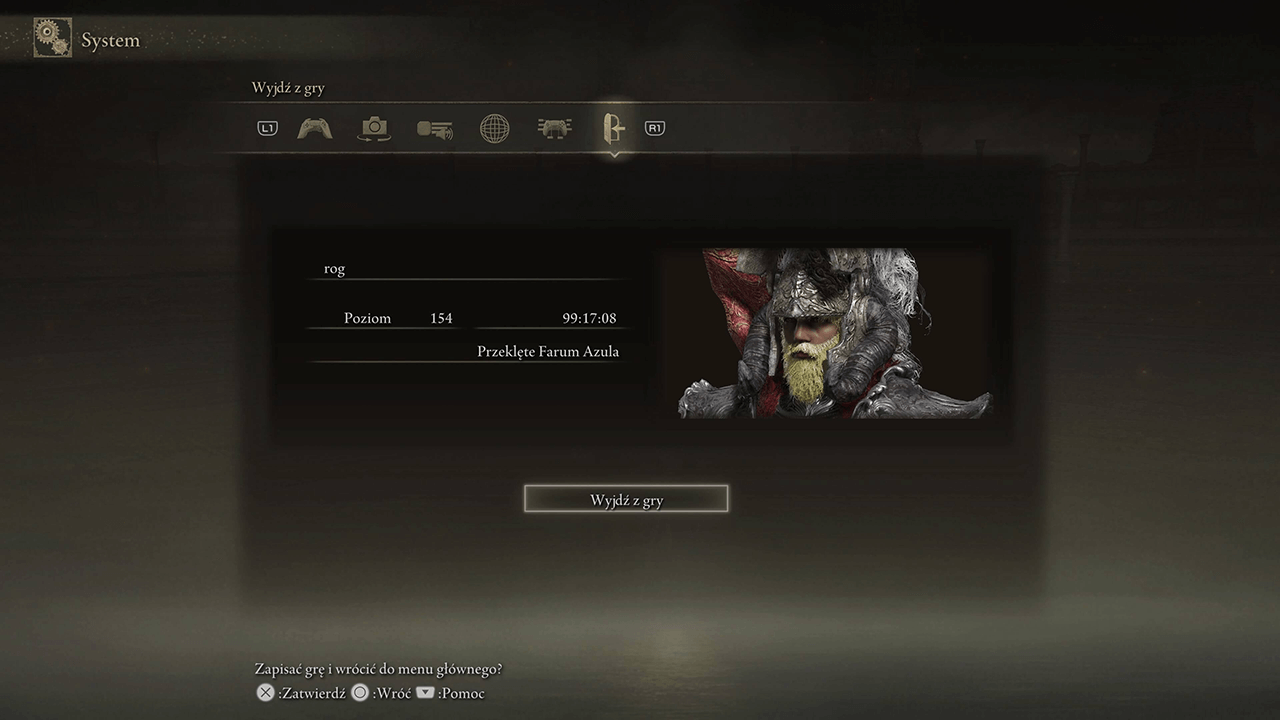 System
Wyjdź z gry
L1 R1
rog
Poziom 154 99:17:08
Przeklęte Farum Azula
Wyjdź z gry
Zapisać grę i wrócić do menu głównego?
:Zatwierdź :Wróć :Pomoc